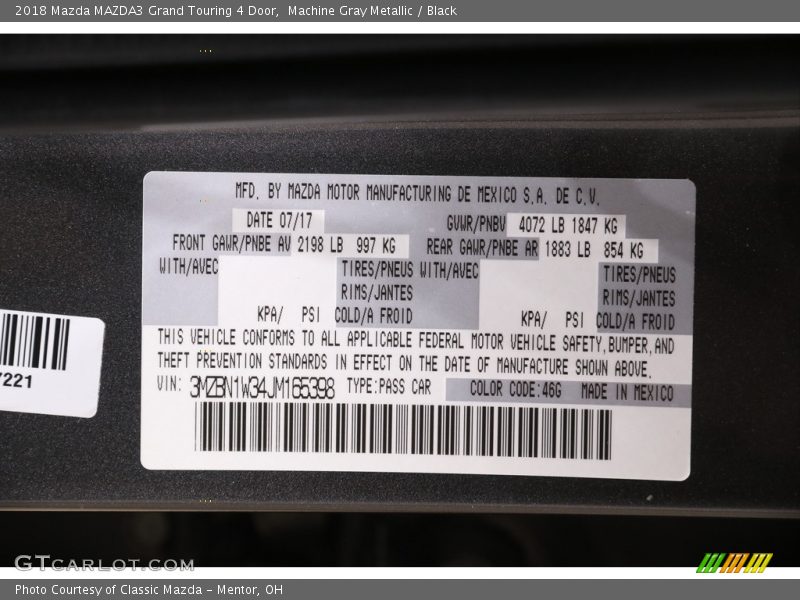 2018 Mazda MAZDA3 Grand Touring 4 Door,  Machine Gray Metallic / Black
MFD. BY MAZDA MOTOR MANUFACTURING DE MEXICO S.A. DE C.V.
DATE 07/17 GVWR/PNBV 4072 LB 1847 KG
FRONT GAWR/PNBE AV 2198 LB 997 KG REAR GAWR/PNBE AR 1883 LB 854 KG
WITH/AVEC TIRES/PNEUS WITH/AVEC TIRES/PNEUS
RIMS/JANTES RIMS/JANTES
KPA/ PSI COLD/A FROID KPA/ PSI COLD/A FROID
THIS VEHICLE CONFORMS TO ALL APPLICABLE FEDERAL MOTOR VEHICLE SAFETY, BUMPER, AND
THEFT PREVENTION STANDARDS IN EFFECT ON THE DATE OF MANUFACTURE SHOWN ABOVE.
VIN: 3MZBN1W34JM165398 TYPE: PASS CAR COLOR CODE: 46G MADE IN MEXICO
7221
GTCARLOT.COM
Photo Courtesy of Classic Mazda - Mentor, OH